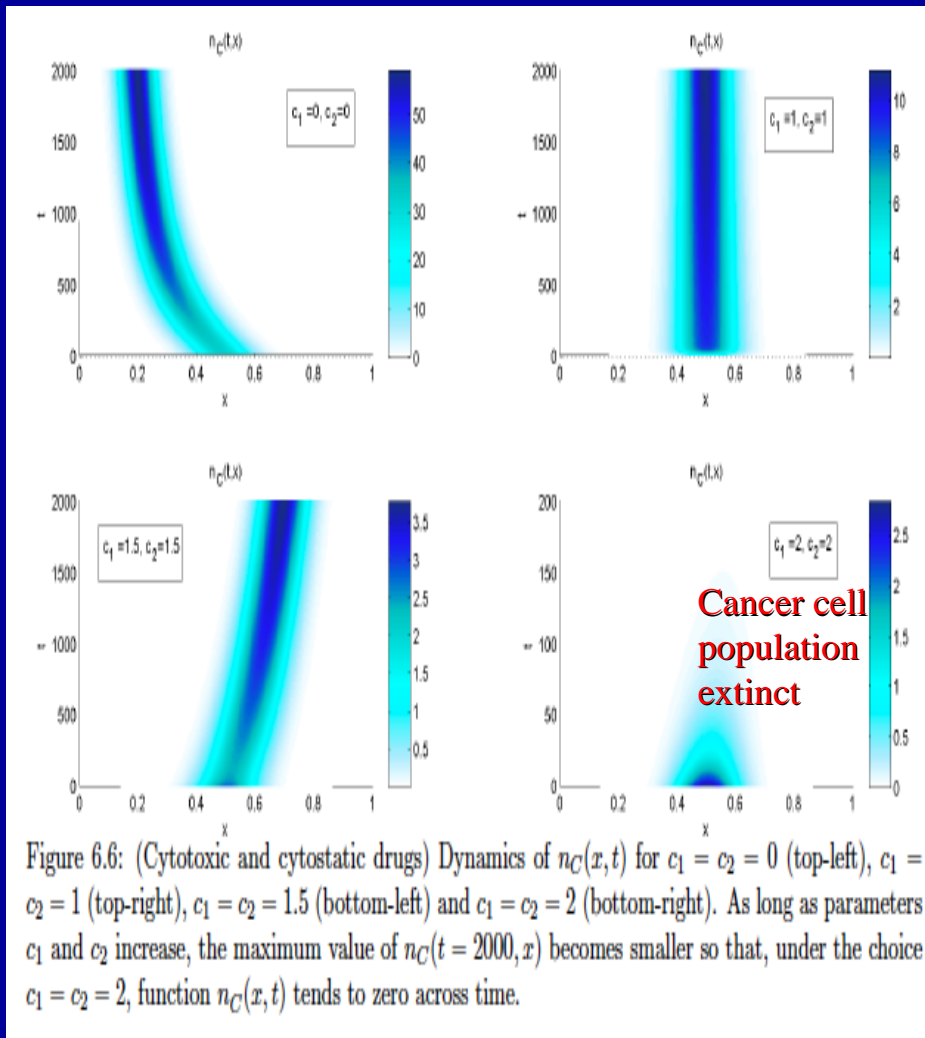 n_C(t,x)
2000
1500
1000
500
0
t
0 0.2 0.4 0.6 0.8 1
x
c_1 =0, c_2=0
50
40
30
20
10
0
n_C(t,x)
2000
1500
1000
500
0
t
0 0.2 0.4 0.6 0.8 1
x
c_1 =1, c_2=1
10
8
6
4
2
n_C(t,x)
2000
1500
1000
500
0
0 0.2 0.4 0.6 0.8 1
x
c_1 =1.5, c_2=1.5
3.5
3
2.5
2
1.5
1
0.5
n_C(t,x)
200
150
100
50
0
0 0.2 0.4 0.6 0.8 1
x
c_1 =2, c_2=2
Cancer cell
population
extinct
2.5
2
1.5
1
0.5
0
Figure 6.6: (Cytotoxic and cytostatic drugs) Dynamics of n_C(x, t) for c_1 = c_2 = 0 (top-left), c_1 =
c_2 = 1 (top-right), c_1 = c_2 = 1.5 (bottom-left) and c_1 = c_2 = 2 (bottom-right). As long as parameters
c_1 and c_2 increase, the maximum value of n_C(t = 2000, x) becomes smaller so that, under the choice
c_1 = c_2 = 2, function n_C(x, t) tends to zero across time.